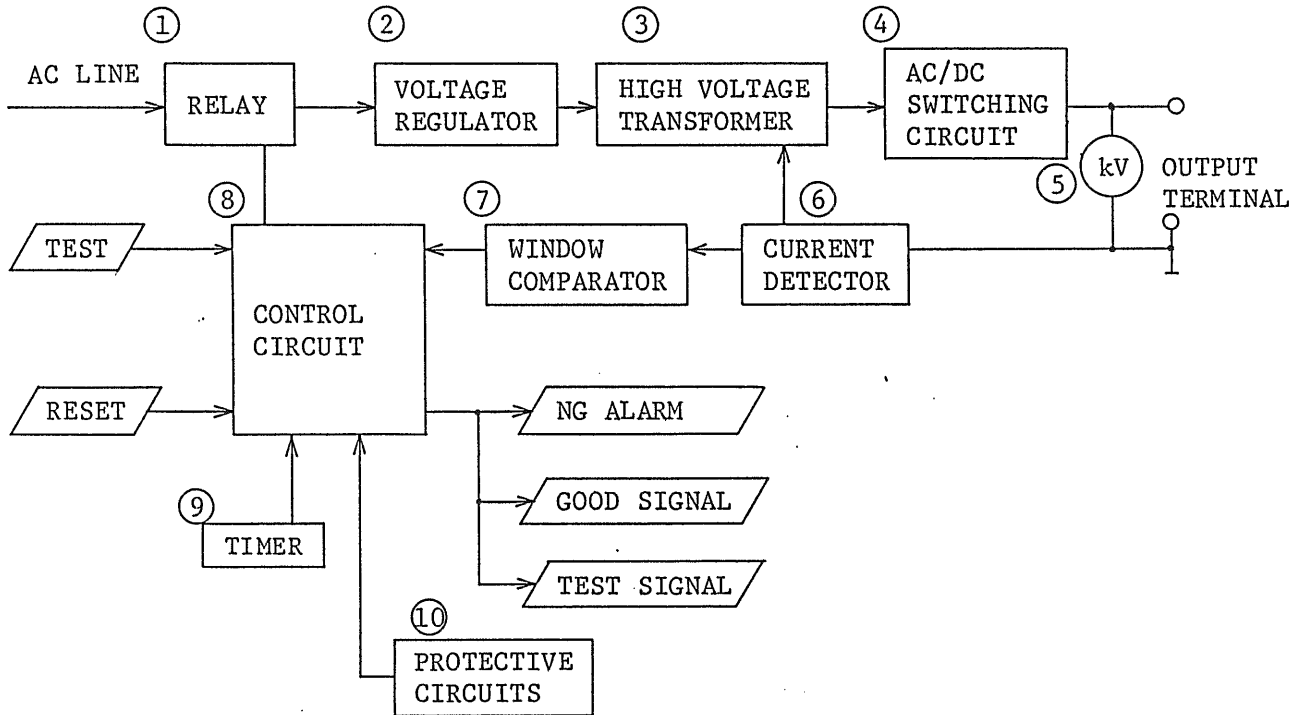 ①
②
③
④
AC LINE
RELAY
VOLTAGE
REGULATOR
HIGH VOLTAGE
TRANSFORMER
AC/DC
SWITCHING
CIRCUIT
⑤
kV
OUTPUT
TERMINAL
⑧
⑦
⑥
TEST
WINDOW
COMPARATOR
CURRENT
DETECTOR
CONTROL
CIRCUIT
RESET
NG ALARM
GOOD SIGNAL
⑨
TIMER
TEST SIGNAL
⑩
PROTECTIVE
CIRCUITS